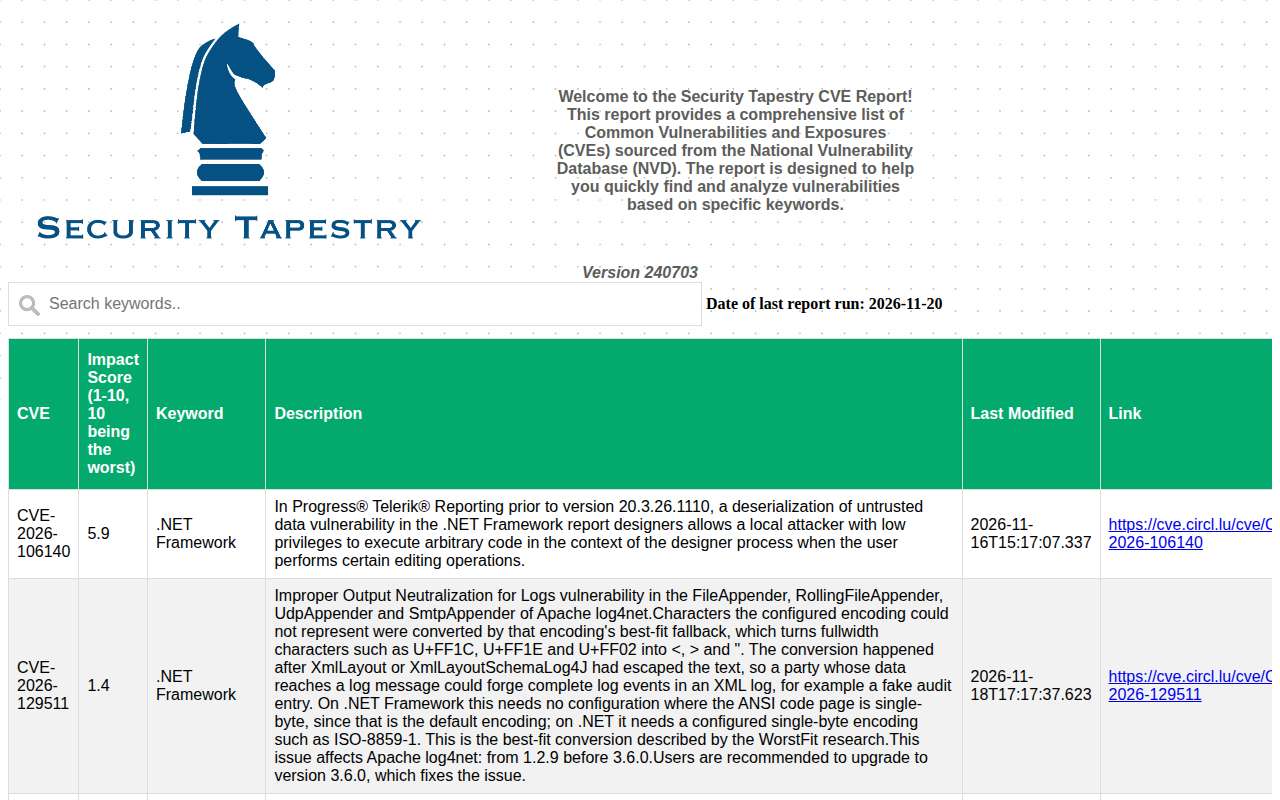 Welcome to the Security Tapestry CVE Report!
This report provides a comprehensive list of
Common Vulnerabilities and Exposures
(CVEs) sourced from the National Vulnerability
Database (NVD). The report is designed to help
you quickly find and analyze vulnerabilities
based on specific keywords.
SECURITY TAPESTRY
Version 240703
Search keywords..
Date of last report run: 2026-11-20
CVE
Impact
Score
(1-10,
10
being
the
worst)
Keyword
Description
Last Modified
Link
CVE-
2026-
106140
5.9
.NET
Framework
In Progress® Telerik® Reporting prior to version 20.3.26.1110, a deserialization of untrusted
data vulnerability in the .NET Framework report designers allows a local attacker with low
privileges to execute arbitrary code in the context of the designer process when the user
performs certain editing operations.
2026-11-
16T15:17:07.337
https://cve.circl.lu/cve/
2026-106140
CVE-
2026-
129511
1.4
.NET
Framework
Improper Output Neutralization for Logs vulnerability in the FileAppender, RollingFileAppender,
UdpAppender and SmtpAppender of Apache log4net.Characters the configured encoding could
not represent were converted by that encoding's best-fit fallback, which turns fullwidth
characters such as U+FF1C, U+FF1E and U+FF02 into <, > and ". The conversion happened
after XmlLayout or XmlLayoutSchemaLog4J had escaped the text, so a party whose data
reaches a log message could forge complete log events in an XML log, for example a fake audit
entry. On .NET Framework this needs no configuration where the ANSI code page is single-
byte, since that is the default encoding; on .NET it needs a configured single-byte encoding
such as ISO-8859-1. This is the best-fit conversion described by the WorstFit research.This
issue affects Apache log4net: from 1.2.9 before 3.6.0.Users are recommended to upgrade to
version 3.6.0, which fixes the issue.
2026-11-
18T17:17:37.623
https://cve.circl.lu/cve/
2026-129511